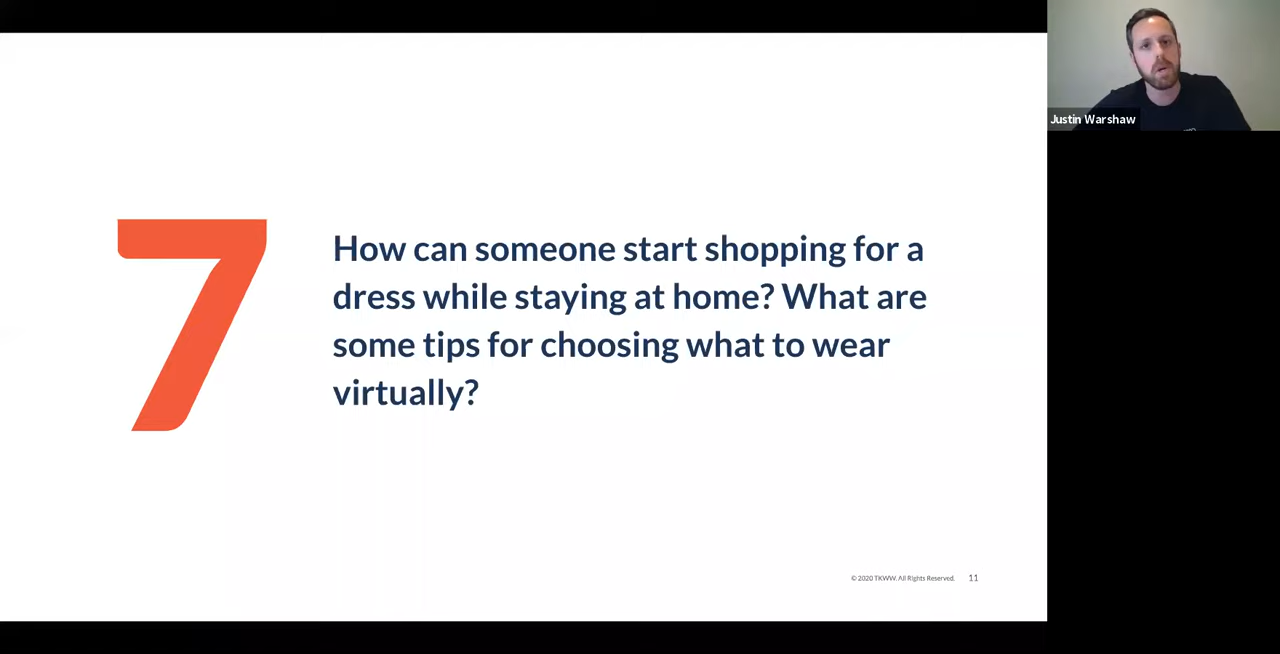 Justin Warshaw
7
How can someone start shopping for a
dress while staying at home? What are
some tips for choosing what to wear
virtually?
© 2020 TKWW. All Rights Reserved. 11